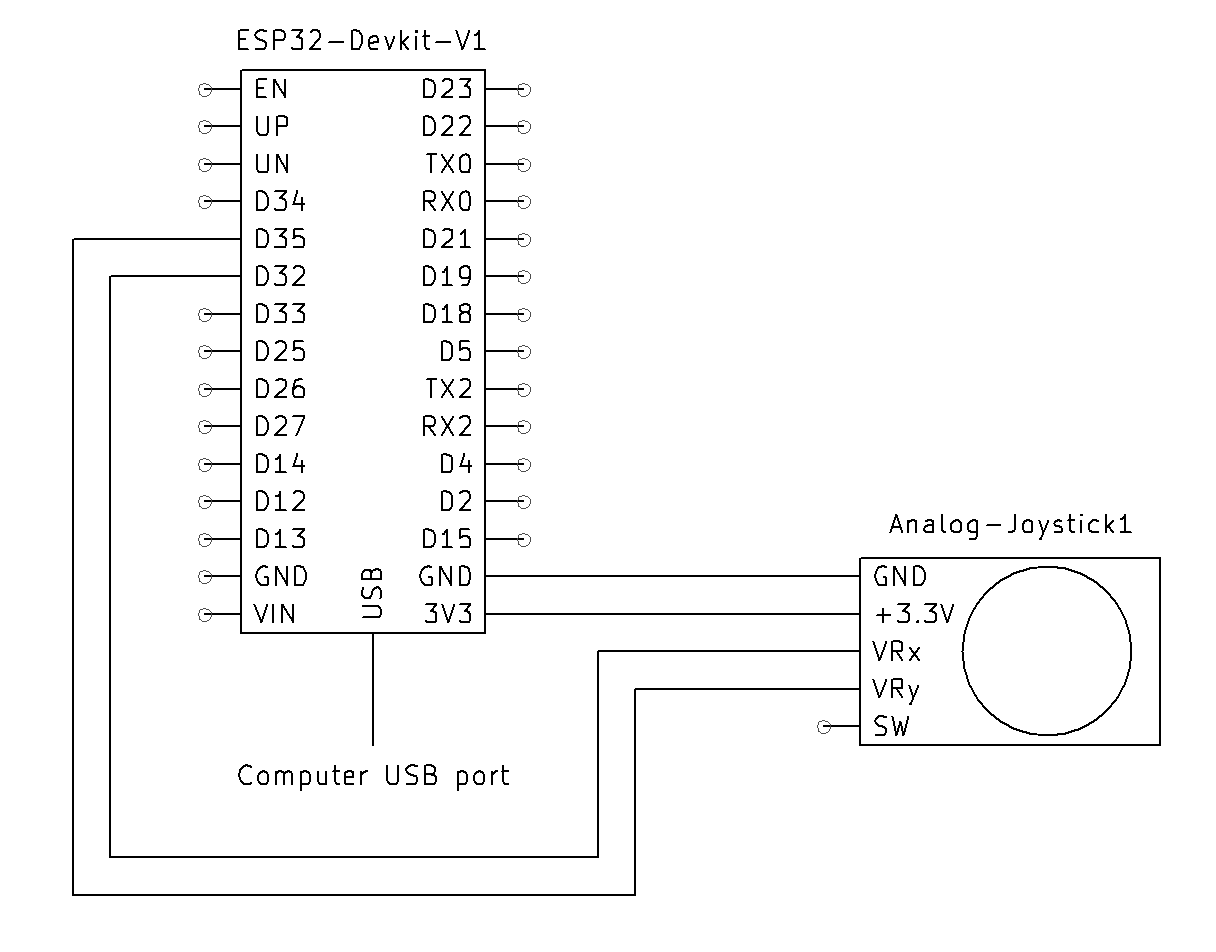 ESP32-Devkit-V1
EN D23
UP D22
UN TX0
D34 RX0
D35 D21
D32 D19
D33 D18
D25 D5
D26 TX2
D27 RX2
D14 D4
D12 D2
D13 D15
GND GND
VIN 3V3
USB
Computer USB port
Analog-Joystick1
GND
+3.3V
VRx
VRy
SW